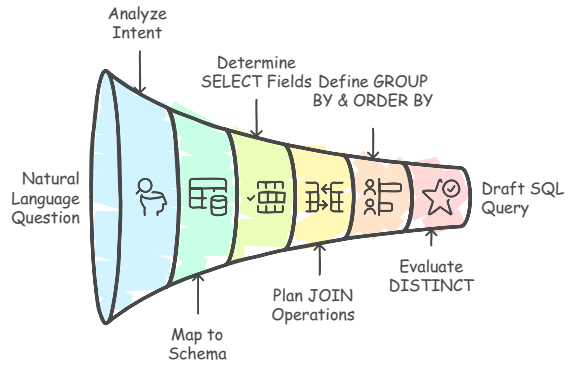 Analyze
Intent
Determine
SELECT Fields
Define GROUP
BY & ORDER BY
Natural
Language
Question
Draft SQL
Query
Evaluate
DISTINCT
Plan JOIN
Operations
Map to
Schema